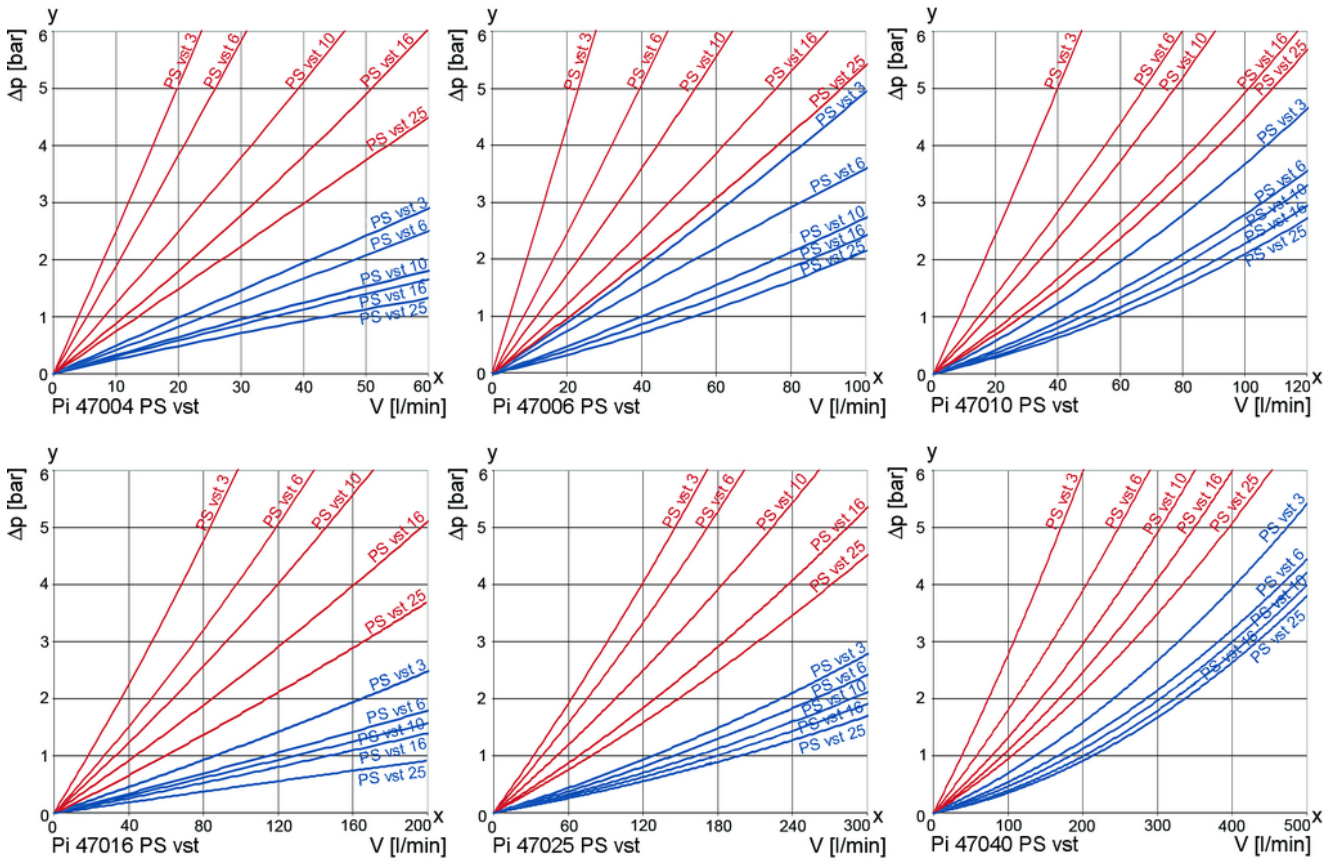 y
Δp [bar]
6
5
4
3
2
1
0
PS vst 3
PS vst 6
PS vst 10
PS vst 16
PS vst 25
PS vst 3
PS vst 6
PS vst 10
PS vst 16
PS vst 25
0 10 20 30 40 50 60 x
Pi 47004 PS vst V [l/min]
y
Δp [bar]
6
5
4
3
2
1
0
PS vst 3
PS vst 6
PS vst 10
PS vst 16
PS vst 25
PS vst 3
PS vst 6
PS vst 10
PS vst 16
PS vst 25
0 20 40 60 80 100 x
Pi 47006 PS vst V [l/min]
y
Δp [bar]
6
5
4
3
2
1
0
PS vst 3
PS vst 6
PS vst 10
PS vst 16
PS vst 25
PS vst 3
PS vst 6
PS vst 10
PS vst 16
PS vst 25
0 20 40 60 80 100 120 x
Pi 47010 PS vst V [l/min]
y
Δp [bar]
6
5
4
3
2
1
0
PS vst 3
PS vst 6
PS vst 10
PS vst 16
PS vst 25
PS vst 3
PS vst 6
PS vst 10
PS vst 16
PS vst 25
0 40 80 120 160 200 x
Pi 47016 PS vst V [l/min]
y
Δp [bar]
6
5
4
3
2
1
0
PS vst 3
PS vst 6
PS vst 10
PS vst 16
PS vst 25
PS vst 3
PS vst 6
PS vst 10
PS vst 16
PS vst 25
0 60 120 180 240 300 x
Pi 47025 PS vst V [l/min]
y
Δp [bar]
6
5
4
3
2
1
0
PS vst 3
PS vst 6
PS vst 10
PS vst 16
PS vst 25
PS vst 3
PS vst 6
PS vst 10
PS vst 16
PS vst 25
0 100 200 300 400 500 x
Pi 47040 PS vst V [l/min]